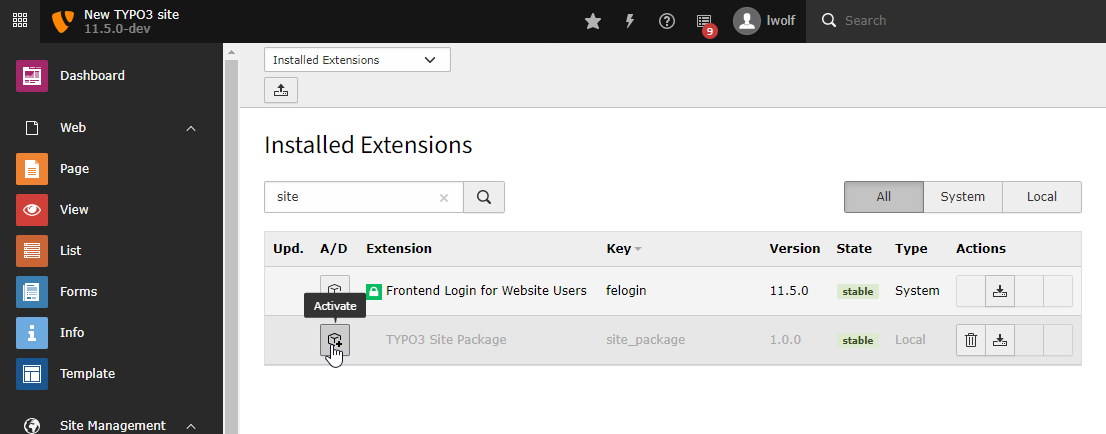 New TYPO3 site
11.5.0-dev
9
lwolf
Search
Dashboard
Web
Page
View
List
Forms
Info
Template
Site Management
Installed Extensions
Installed Extensions
site
All System Local
Upd. A/D Extension Key Version State Type Actions
Frontend Login for Website Users felogin 11.5.0 stable System
Activate
TYPO3 Site Package site_package 1.0.0 stable Local